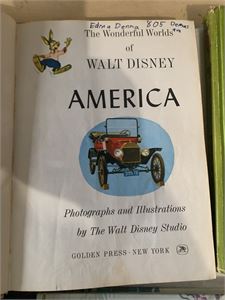 Edna Denna 805
The Wonderful Worlds
of
WALT DISNEY
AMERICA
Photographs and Illustrations
by The Walt Disney Studio
GOLDEN PRESS · NEW YORK